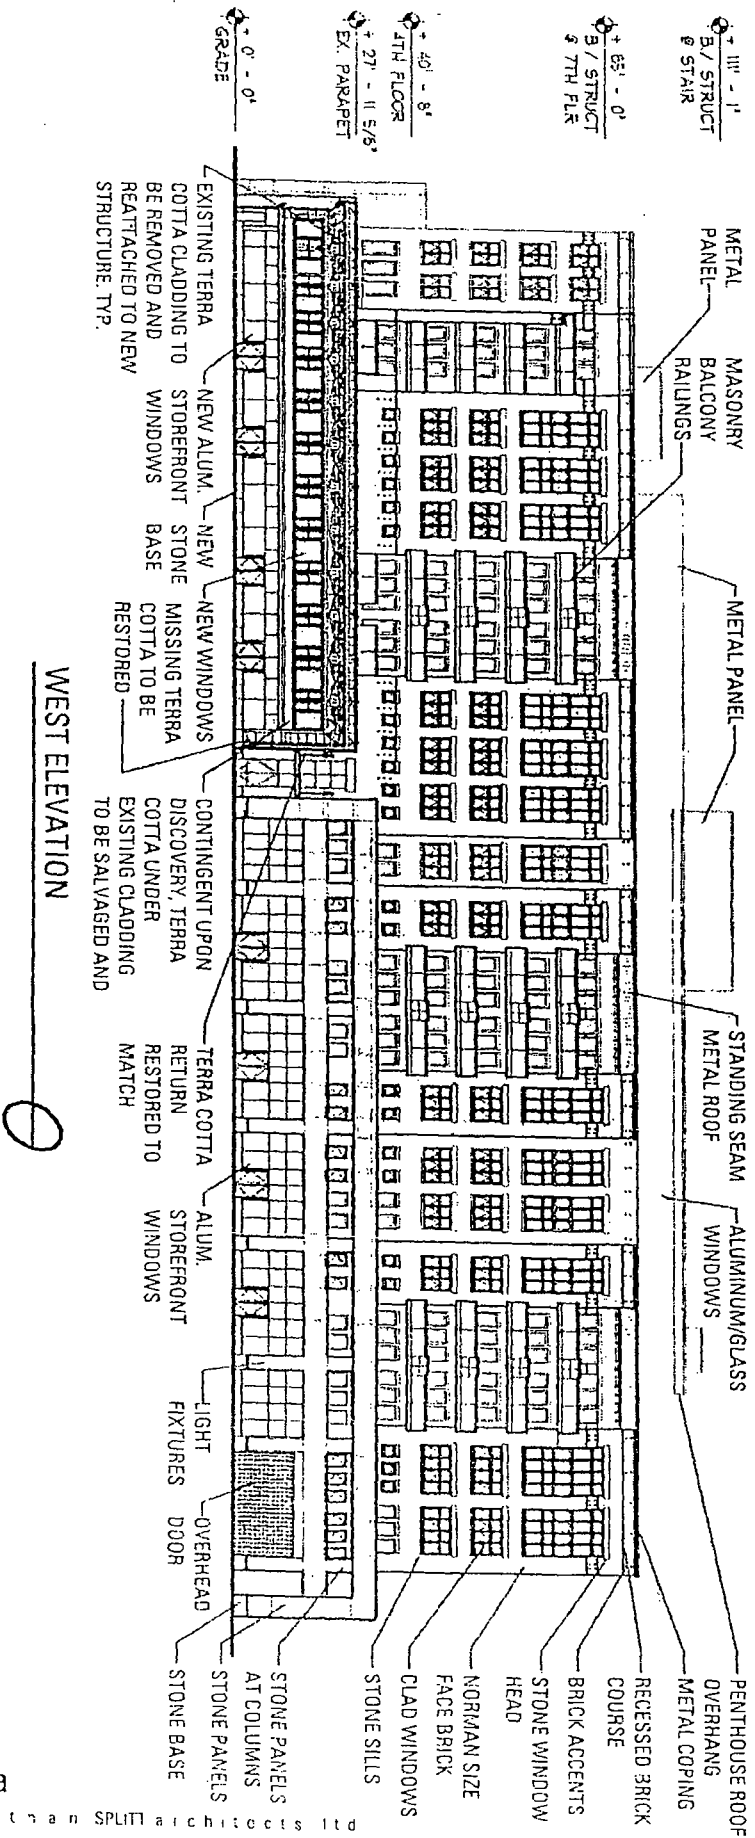 + 111' - 1"
B./ STRUCT
@ STAIR
+ 85' - 0"
B / STRUCT
@ 7TH FLR
+ 40' - 8"
4TH FLOOR
+ 27' - 11 5/8"
EX. PARAPET
+ 0' - 0"
GRADE
METAL
PANEL
MASONRY
BALCONY
RAILINGS
METAL PANEL
STANDING SEAM
METAL ROOF
ALUMINUM/GLASS
WINDOWS
PENTHOUSE ROOF
OVERHANG
METAL COPING
RECESSED BRICK
COURSE
BRICK ACCENTS
STONE WINDOW
HEAD
NORMAN SIZE
FACE BRICK
CLAD WINDOWS
STONE SILLS
STONE PANELS
AT COLUMNS
STONE PANELS
STONE BASE
EXISTING TERRA
COTTA CLADDING TO
BE REMOVED AND
REATTACHED TO NEW
STRUCTURE, TYP.
NEW ALUM.
STOREFRONT
WINDOWS
NEW
STONE
BASE
NEW WINDOWS
MISSING TERRA
COTTA TO BE
RESTORED
CONTINGENT UPON
DISCOVERY, TERRA
COTTA UNDER
EXISTING CLADDING
TO BE SALVAGED AND
TERRA COTTA
RETURN
RESTORED TO
MATCH
ALUM.
STOREFRONT
WINDOWS
LIGHT
FIXTURES
OVERHEAD
DOOR
WEST ELEVATION
SPLITT architects ltd